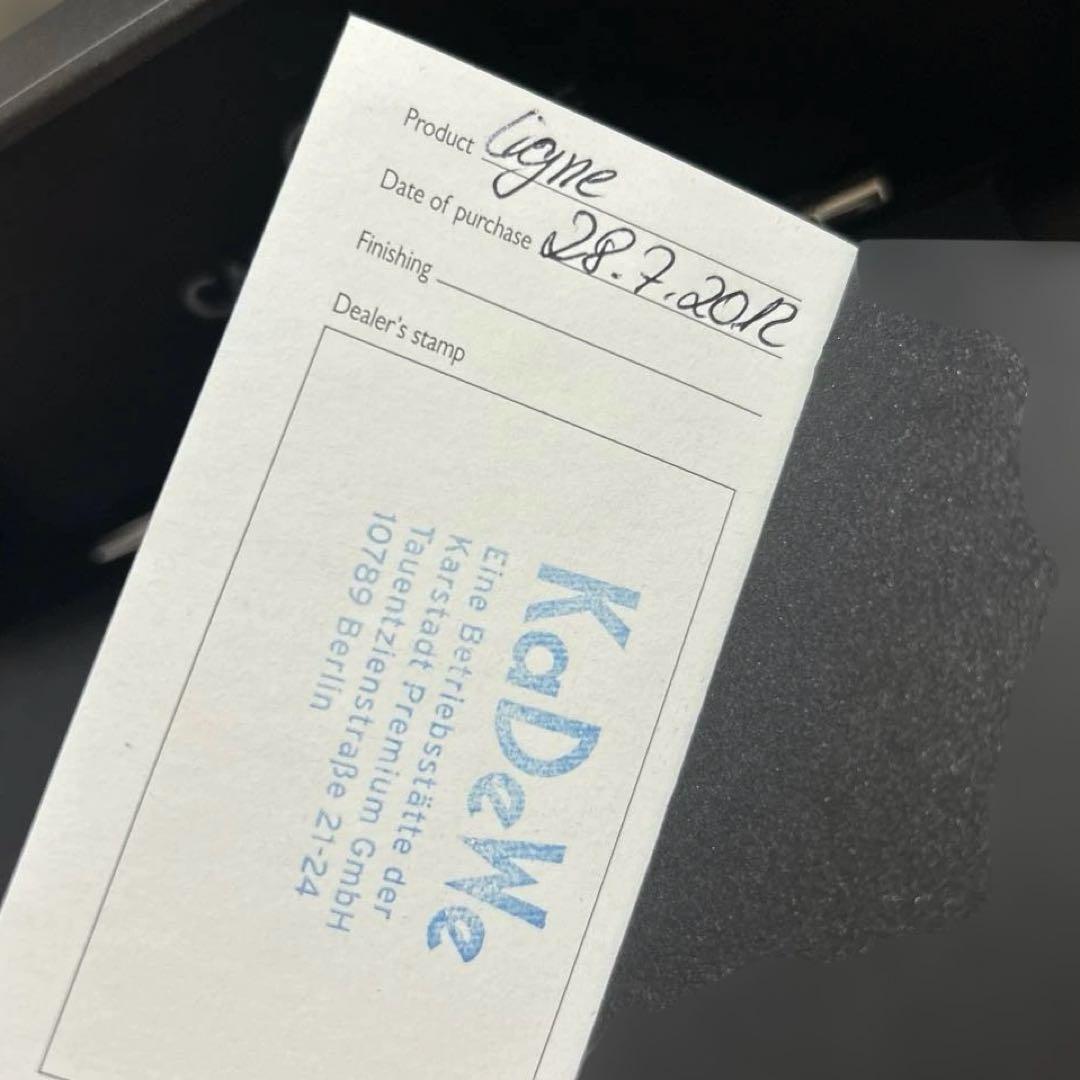 Product Ligne
Date of purchase 28.7.2012
Finishing
Dealer's stamp
KaDeWe
Eine Betriebsstätte der
Karstadt Premium GmbH
Tauentzienstraße 21-24
10789 Berlin